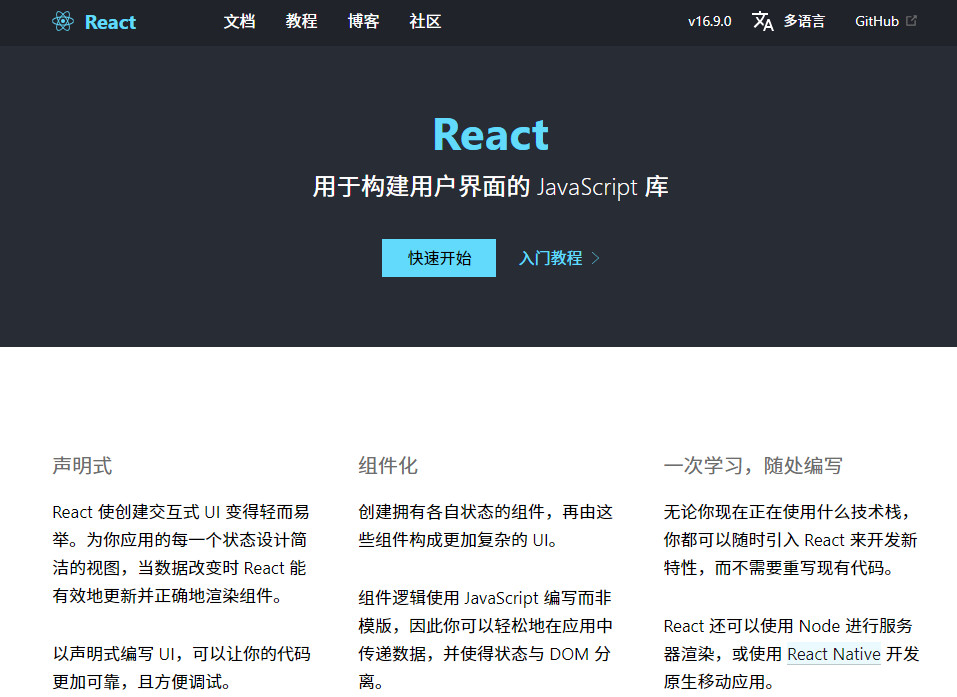 React 文档 教程 博客 社区 v16.9.0 多语言 GitHub
React
用于构建用户界面的 JavaScript 库
快速开始 入门教程
声明式
React 使创建交互式 UI 变得轻而易
举。为你应用的每一个状态设计简
洁的视图，当数据改变时 React 能
有效地更新并正确地渲染组件。
以声明式编写 UI，可以让你的代码
更加可靠，且方便调试。
组件化
创建拥有各自状态的组件，再由这
些组件构成更加复杂的 UI。
组件逻辑使用 JavaScript 编写而非
模版，因此你可以轻松地在应用中
传递数据，并使得状态与 DOM 分
离。
一次学习，随处编写
无论你现在正在使用什么技术栈，
你都可以随时引入 React 来开发新
特性，而不需要重写现有代码。
React 还可以使用 Node 进行服务
器渲染，或使用 React Native 开发
原生移动应用。